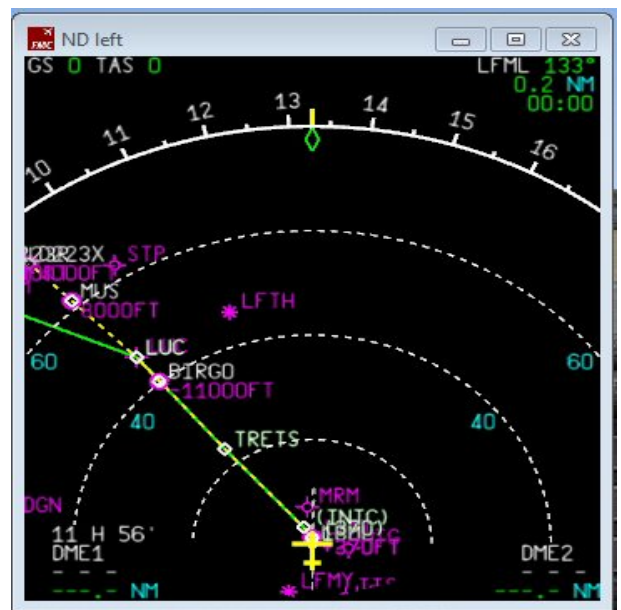 ND left
GS 0 TAS 0
LFML 133°
0.2 NM
00:00
10 11 12 13 14 15 16
STP
MUS
-8000FT
LFTH
LUC
60 60
BIRGO
-11000FT
40 40
TRETS
DGN
MRM
(INIC)
11 H 56'
DME1 DME2
LFMY
---.- NM ---.- NM